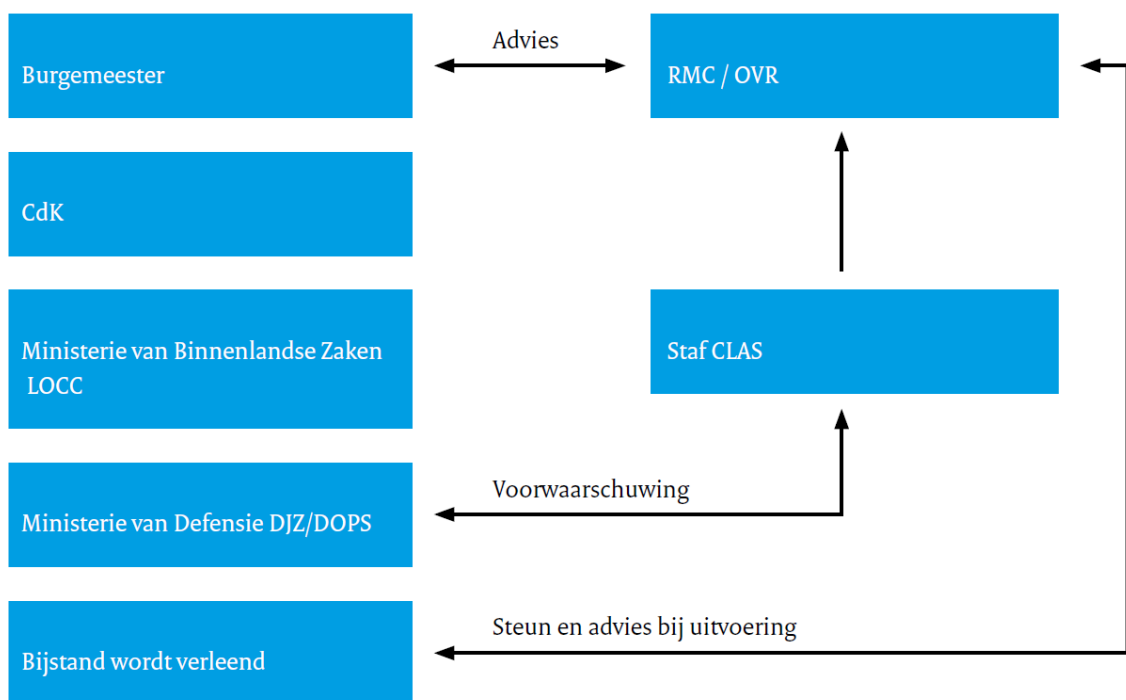 Advies
Burgemeester
RMC / OVR
CdK
Ministerie van Binnenlandse Zaken
LOCC
Staf CLAS
Voorwaarschuwing
Ministerie van Defensie DJZ/DOPS
Steun en advies bij uitvoering
Bijstand wordt verleend